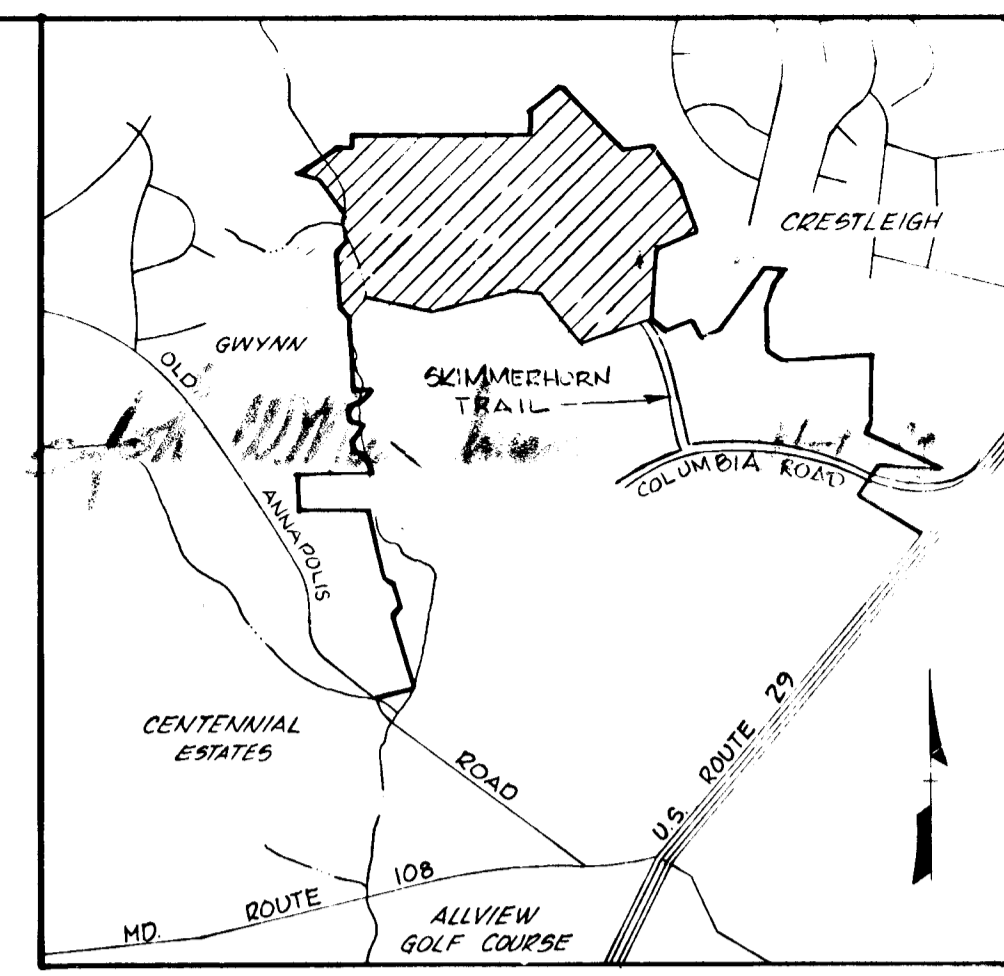 CRESTLEIGH
GWYNN
SKIMMERHORN
TRAIL
OLD
ANNAPOLIS
ROAD
COLUMBIA ROAD
CENTENNIAL
ESTATES
U.S. ROUTE 29
MD. ROUTE 108
ALLVIEW
GOLF COURSE